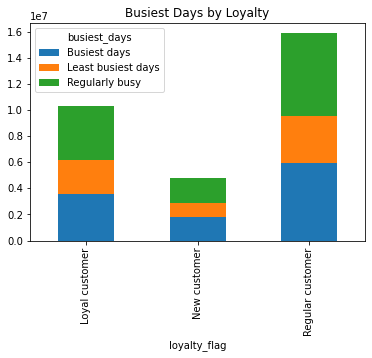 Busiest Days by Loyalty
1e7
busiest_days
Busiest days
Least busiest days
Regularly busy
1.6
1.4
1.2
1.0
0.8
0.6
0.4
0.2
0.0
Loyal customer
New customer
Regular customer
loyalty_flag